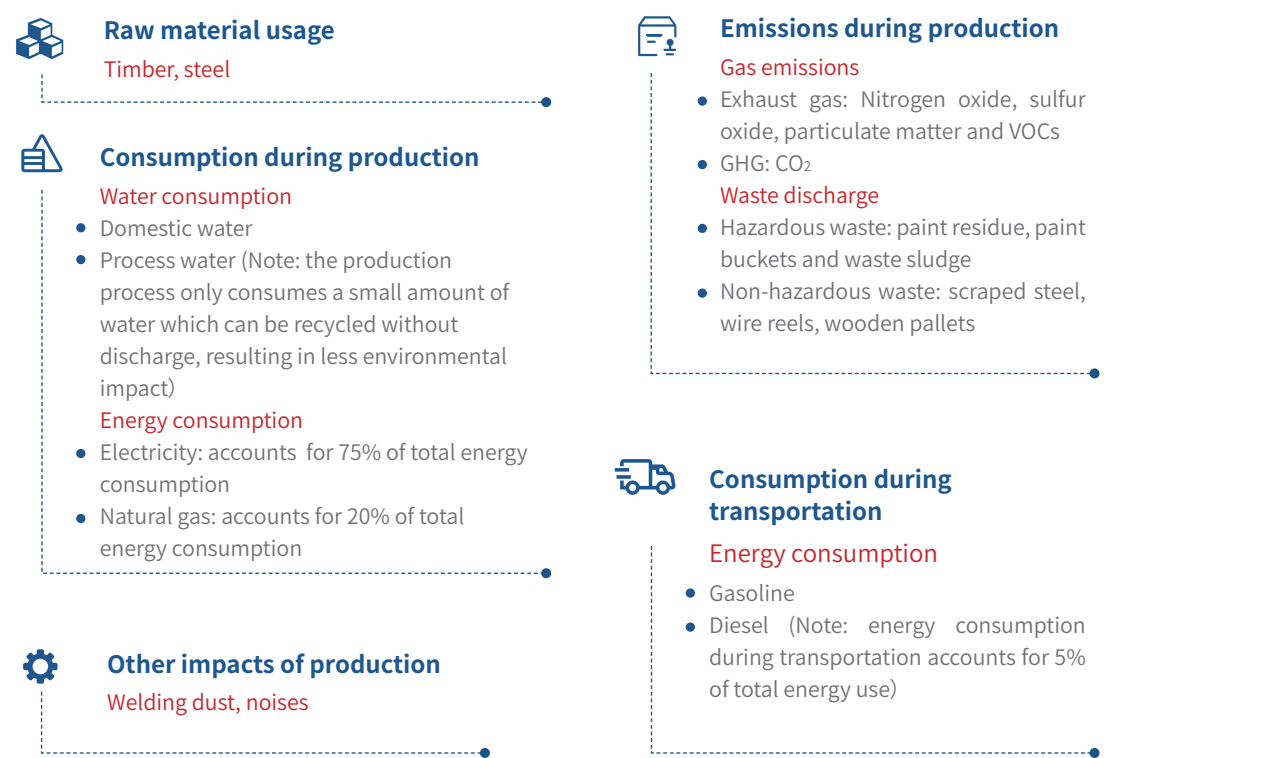 Raw material usage
Timber, steel
Consumption during production
Water consumption
Domestic water
Process water (Note: the production
process only consumes a small amount of
water which can be recycled without
discharge, resulting in less environmental
impact）
Energy consumption
Electricity: accounts  for 75% of total energy
consumption
Natural gas: accounts for 20% of total
energy consumption
Other impacts of production
Welding dust, noises
Emissions during production
Gas emissions
Exhaust gas: Nitrogen oxide, sulfur
oxide, particulate matter and VOCs
GHG: CO₂
Waste discharge
Hazardous waste: paint residue, paint
buckets and waste sludge
Non-hazardous waste: scraped steel,
wire reels, wooden pallets
Consumption during
transportation
Energy consumption
Gasoline
Diesel (Note: energy consumption
during transportation accounts for 5%
of total energy use）